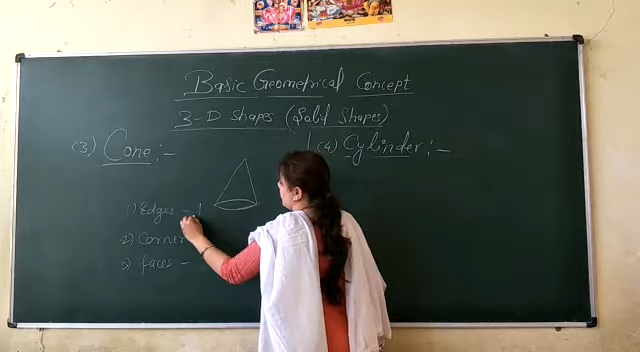 Basic Geometrical Concept
3-D Shapes (Solid Shapes)
(3) Cone :-
1) Edges - 1
2) Corner
3) faces -
(4) Cylinder :-